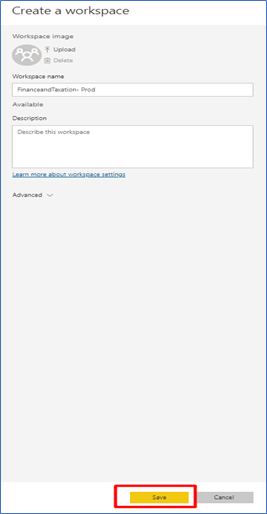 Create a workspace
Workspace image
Upload
Delete
Workspace name
FinanceandTaxation- Prod
Available
Description
Describe this workspace
Learn more about workspace settings
Advanced
Save
Cancel